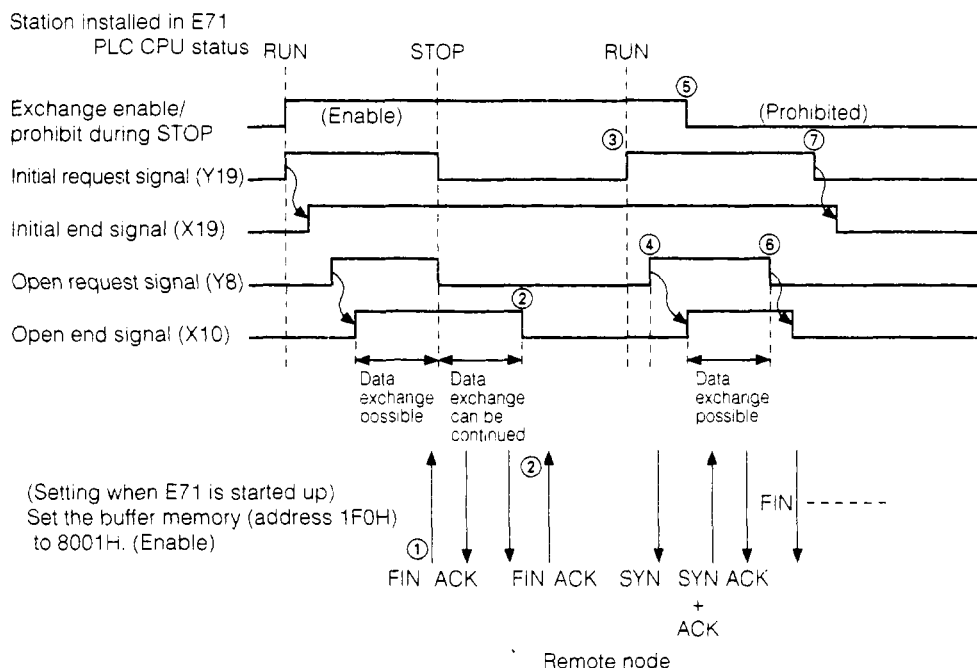 Station installed in E71
PLC CPU status RUN STOP RUN
⑤
Exchange enable/
prohibit during STOP
(Enable)
(Prohibited)
③ ⑦
Initial request signal (Y19)
Initial end signal (X19)
④ ⑥
Open request signal (Y8)
②
Open end signal (X10)
Data
exchange
possible
Data
exchange
can be
continued
Data
exchange
possible
②
(Setting when E71 is started up)
Set the buffer memory (address 1F0H)
to 8001H. (Enable)
FIN
①
FIN ACK FIN ACK SYN SYN ACK
+
ACK
Remote node